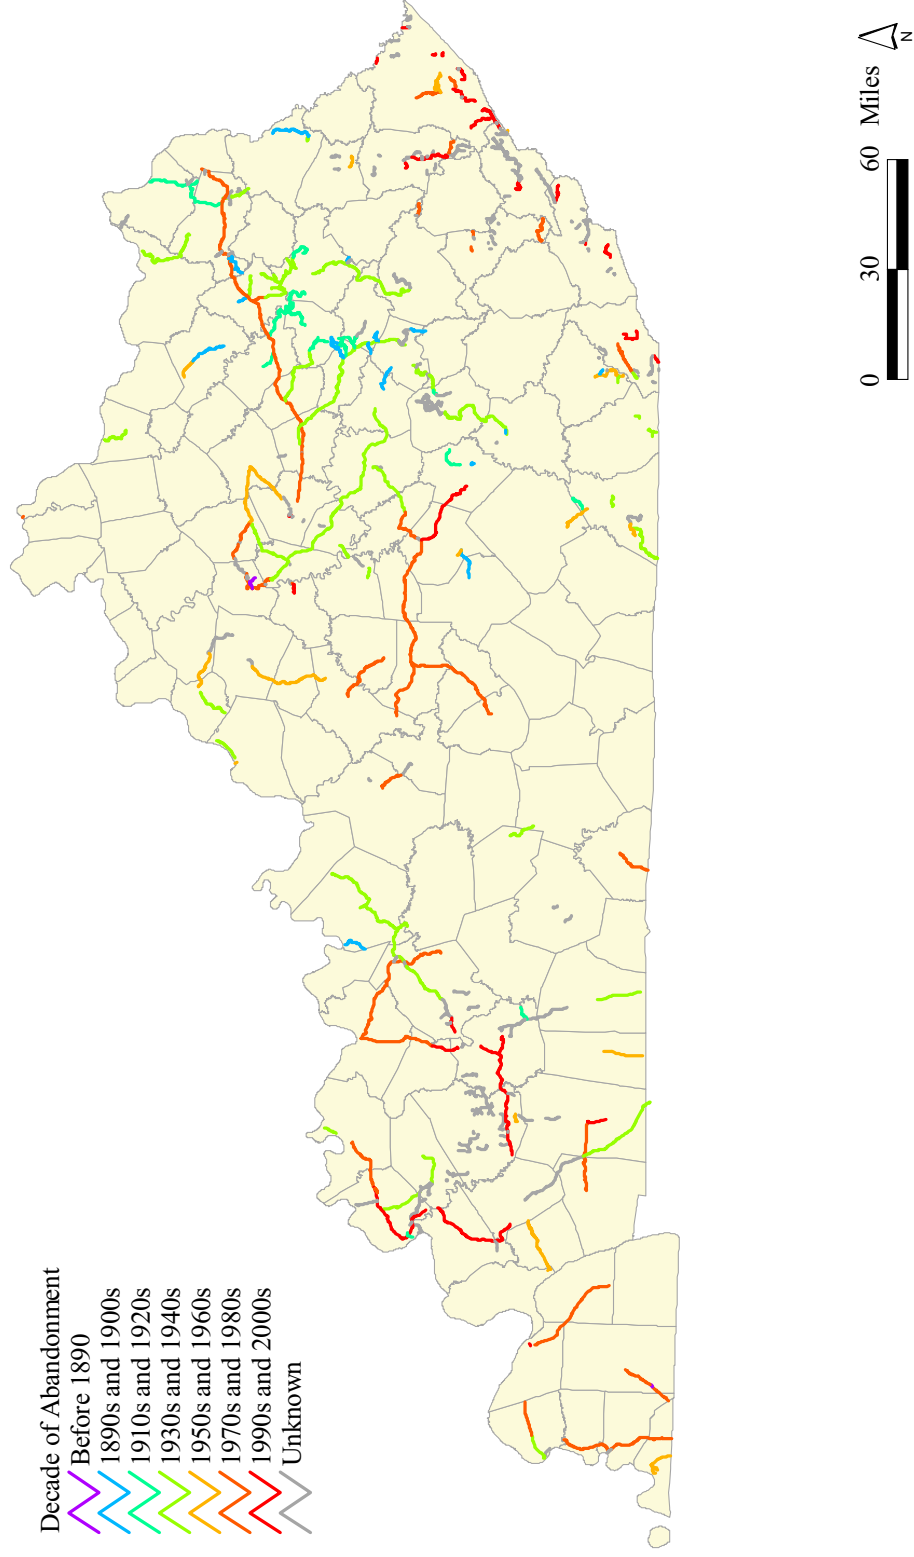 Decade of Abandonment
Before 1890
1890s and 1900s
1910s and 1920s
1930s and 1940s
1950s and 1960s
1970s and 1980s
1990s and 2000s
Unknown
0 30 60 Miles
N